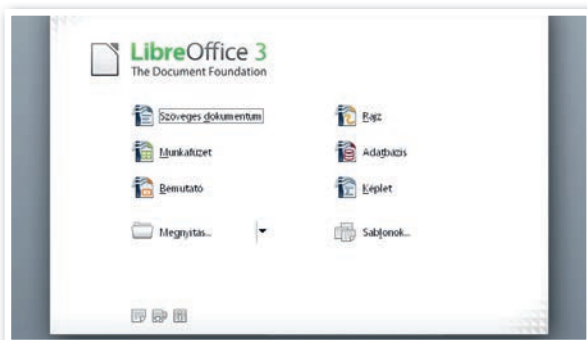 LibreOffice 3
The Document Foundation
Szöveges dokumentum
Rajz
Munkafüzet
Adatbázis
Bemutató
Képlet
Megnyitás...
Sablonok...